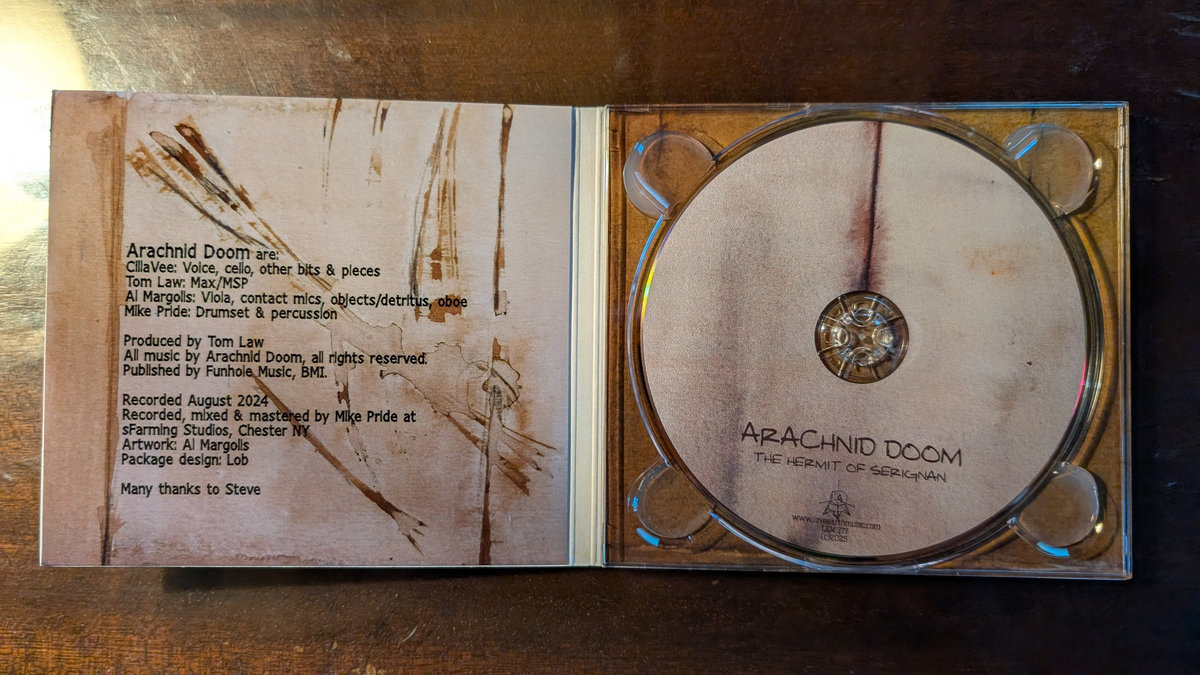 Arachnid Doom are:
CillaVee: Voice, cello, other bits & pieces
Tom Law: Max/MSP
Al Margolis: Viola, contact mics, objects/detritus, oboe
Mike Pride: Drumset & percussion
Produced by Tom Law
All music by Arachnid Doom, all rights reserved.
Published by Funhole Music, BMI.
Recorded August 2024
Recorded, mixed & mastered by Mike Pride at
sFarming Studios, Chester NY
Artwork: Al Margolis
Package design: Lob
Many thanks to Steve
ARACHNID DOOM
THE HERMIT OF SERIGNAN
(c)2025